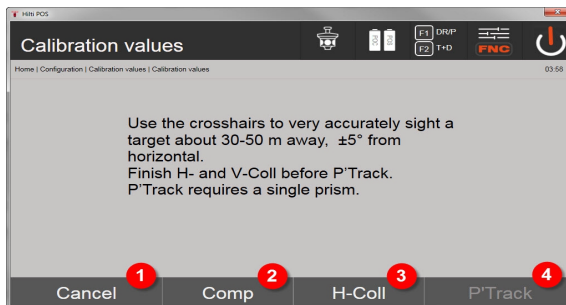 Hilti POS
Calibration values
POC
POS
F1 DR/P
F2 T+D
FNC
Home | Configuration | Calibration values | Calibration values
03:58
Use the crosshairs to very accurately sight a
target about 30-50 m away, ±5° from
horizontal.
Finish H- and V-Coll before P'Track.
P'Track requires a single prism.
1
2
3
4
Cancel
Comp
H-Coll
P'Track